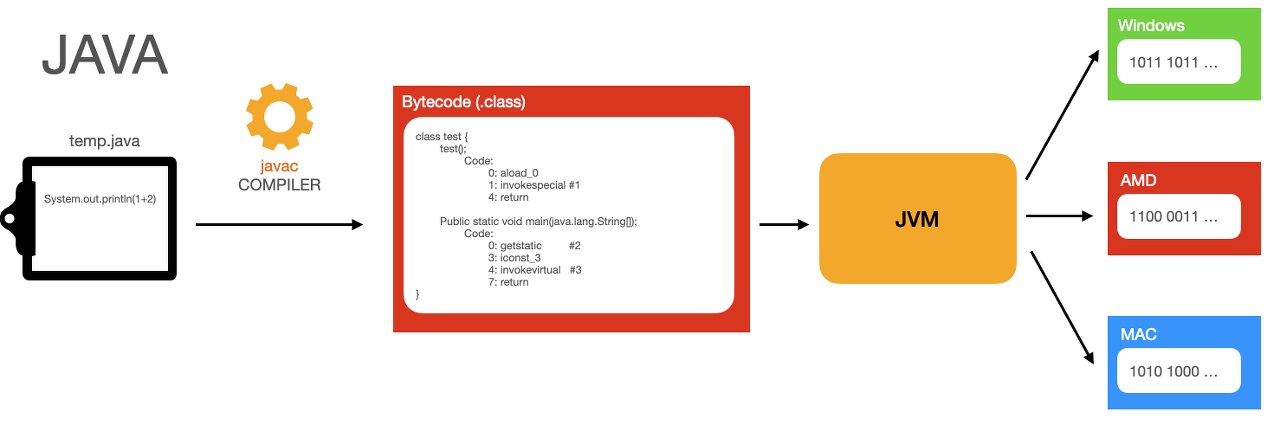 JAVA
temp.java
System.out.println(1+2)
javac
COMPILER
Bytecode (.class)
class test {
test();
Code:
0: aload_0
1: invokespecial #1
4: return
Public static void main(java.lang.String[]);
Code:
0: getstatic #2
3: iconst_3
4: invokevirtual #3
7: return
}
JVM
Windows
1011 1011 ...
AMD
1100 0011 ...
MAC
1010 1000 ...